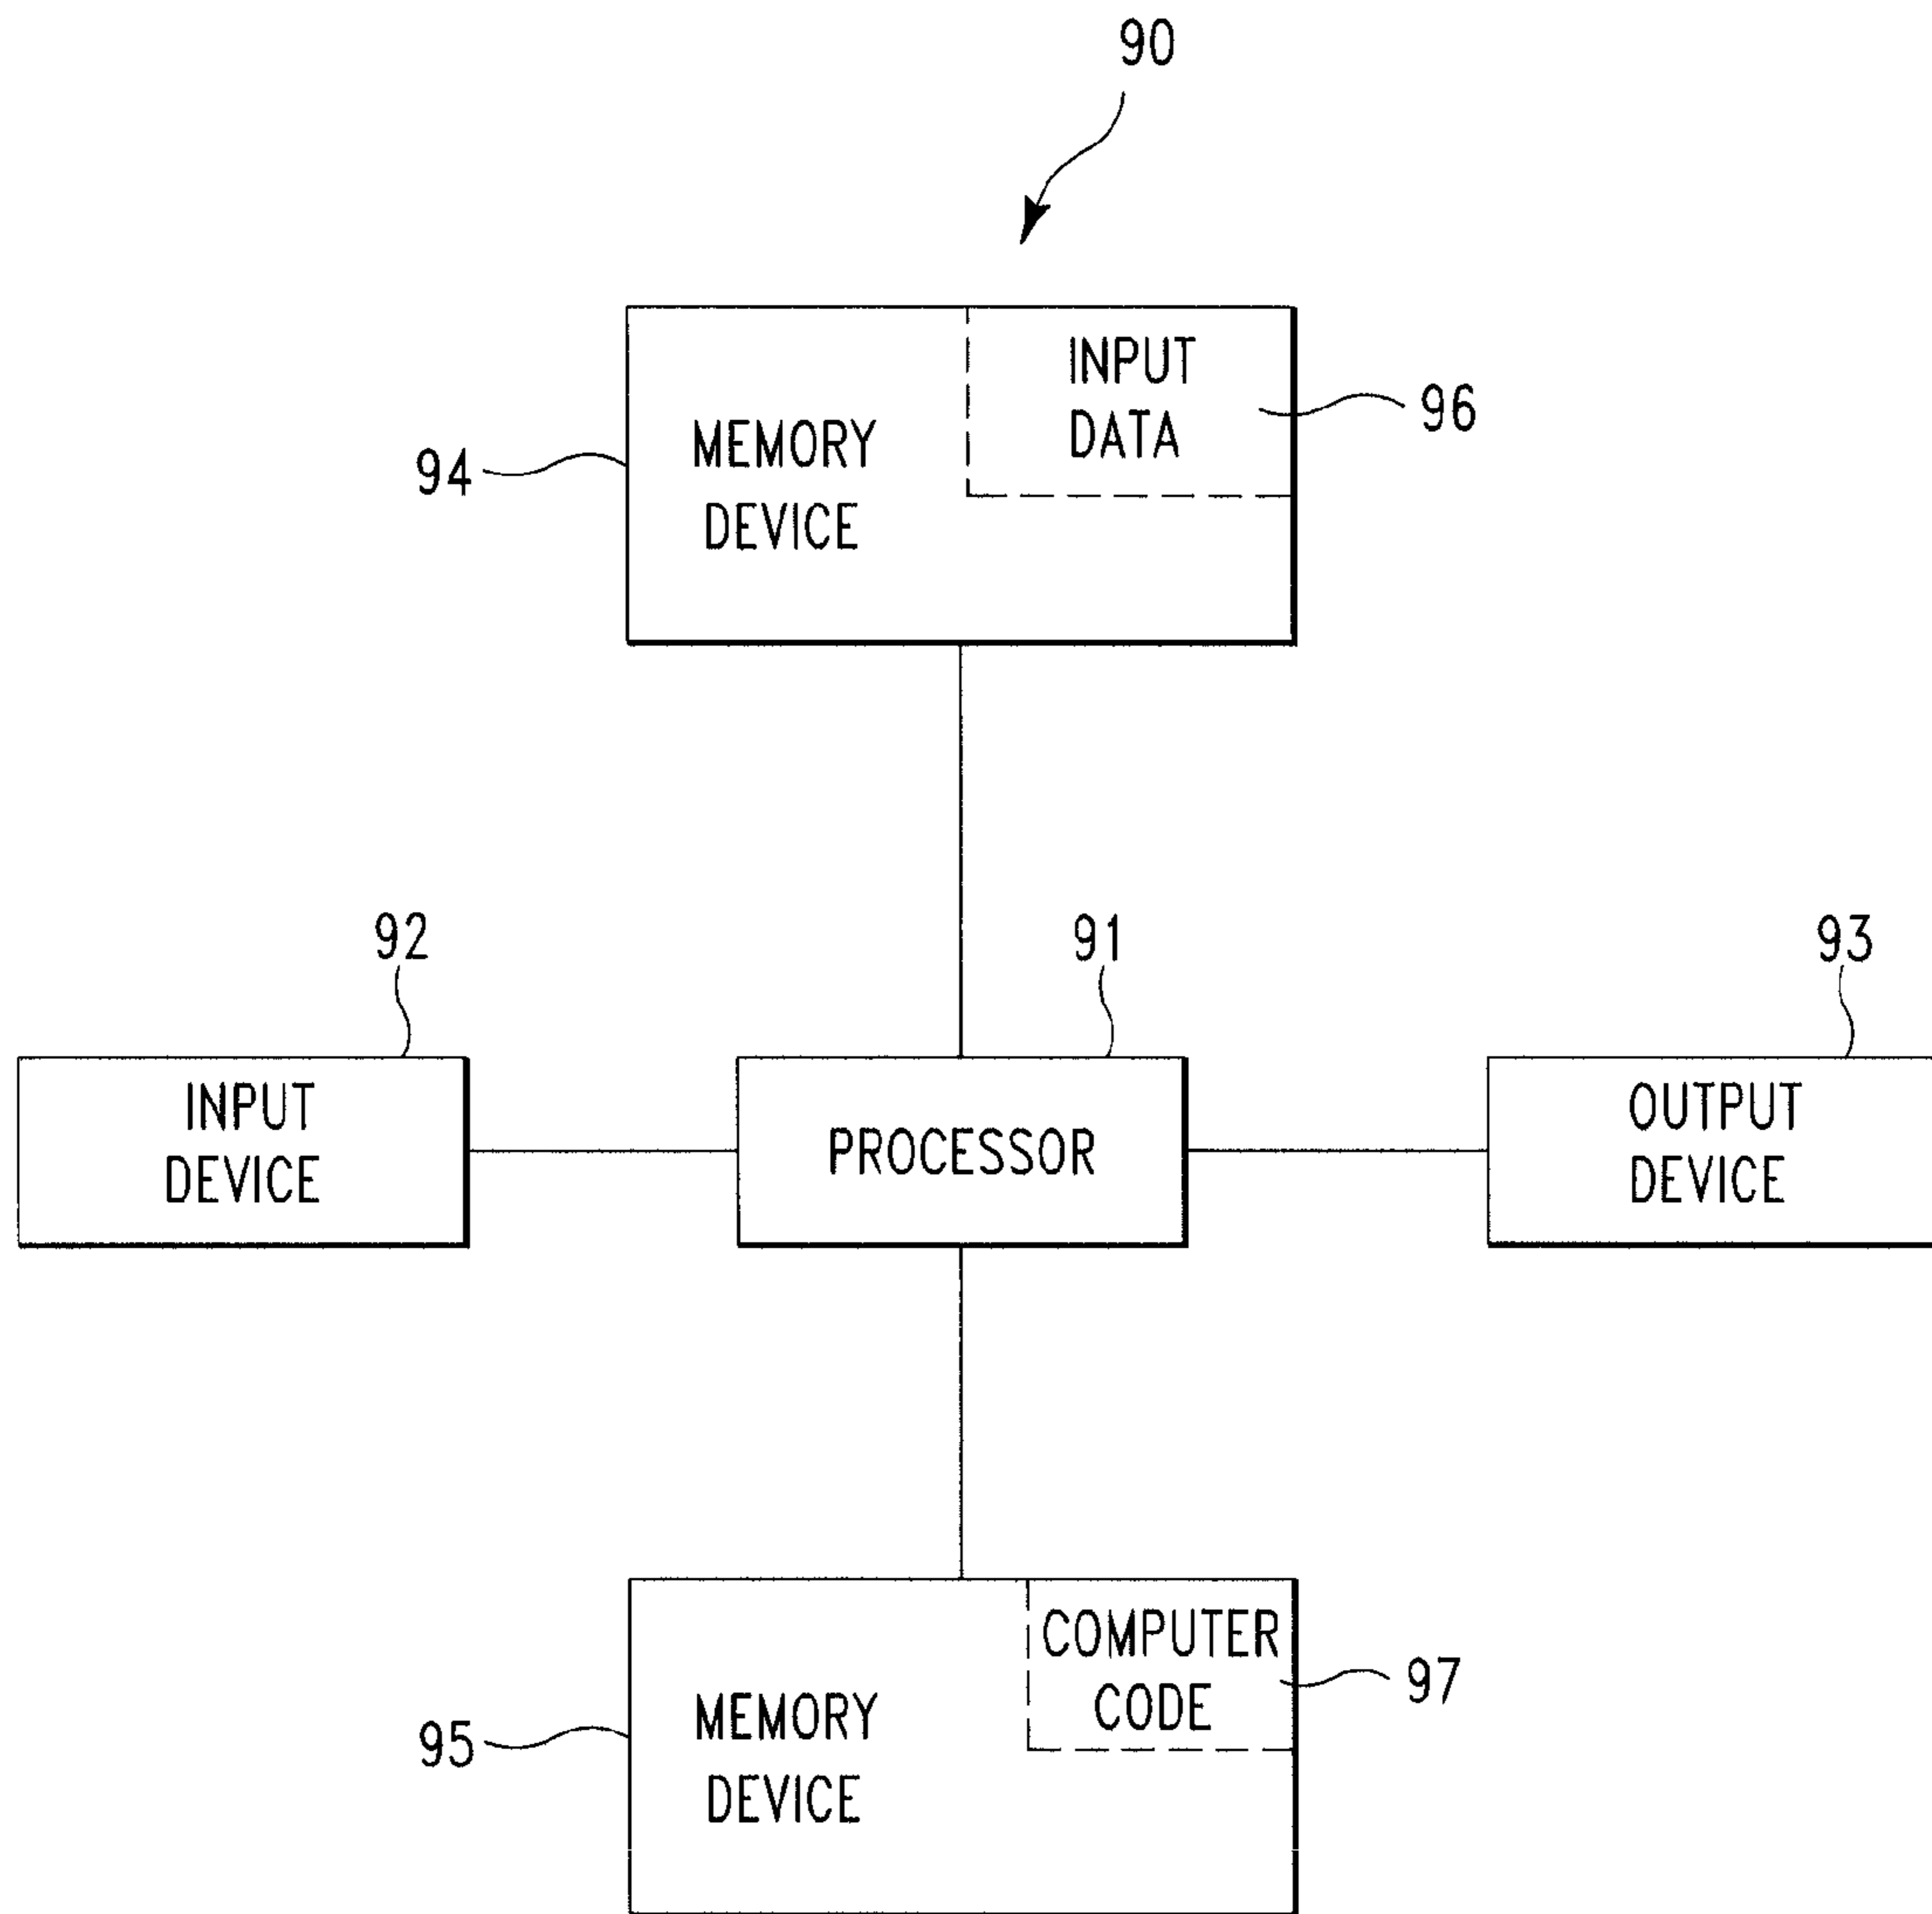 90
INPUT
DATA
96
MEMORY
DEVICE
94
92
91
93
INPUT
DEVICE
PROCESSOR
OUTPUT
DEVICE
COMPUTER
CODE
97
MEMORY
DEVICE
95